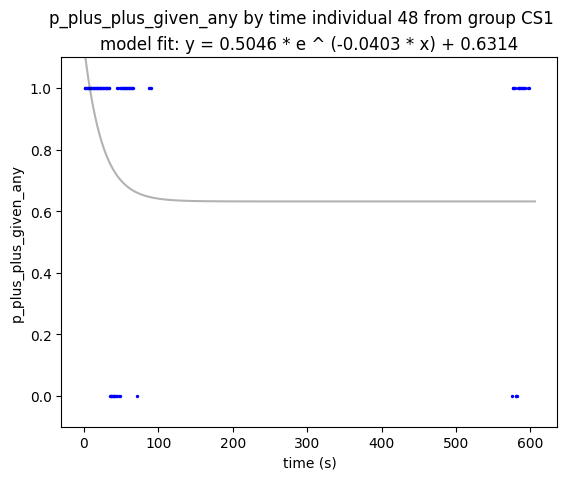 p_plus_plus_given_any by time individual 48 from group CS1
model fit: y = 0.5046 * e ^ (-0.0403 * x) + 0.6314
1.0
0.8
0.6
0.4
0.2
0.0
p_plus_plus_given_any
0 100 200 300 400 500 600
time (s)